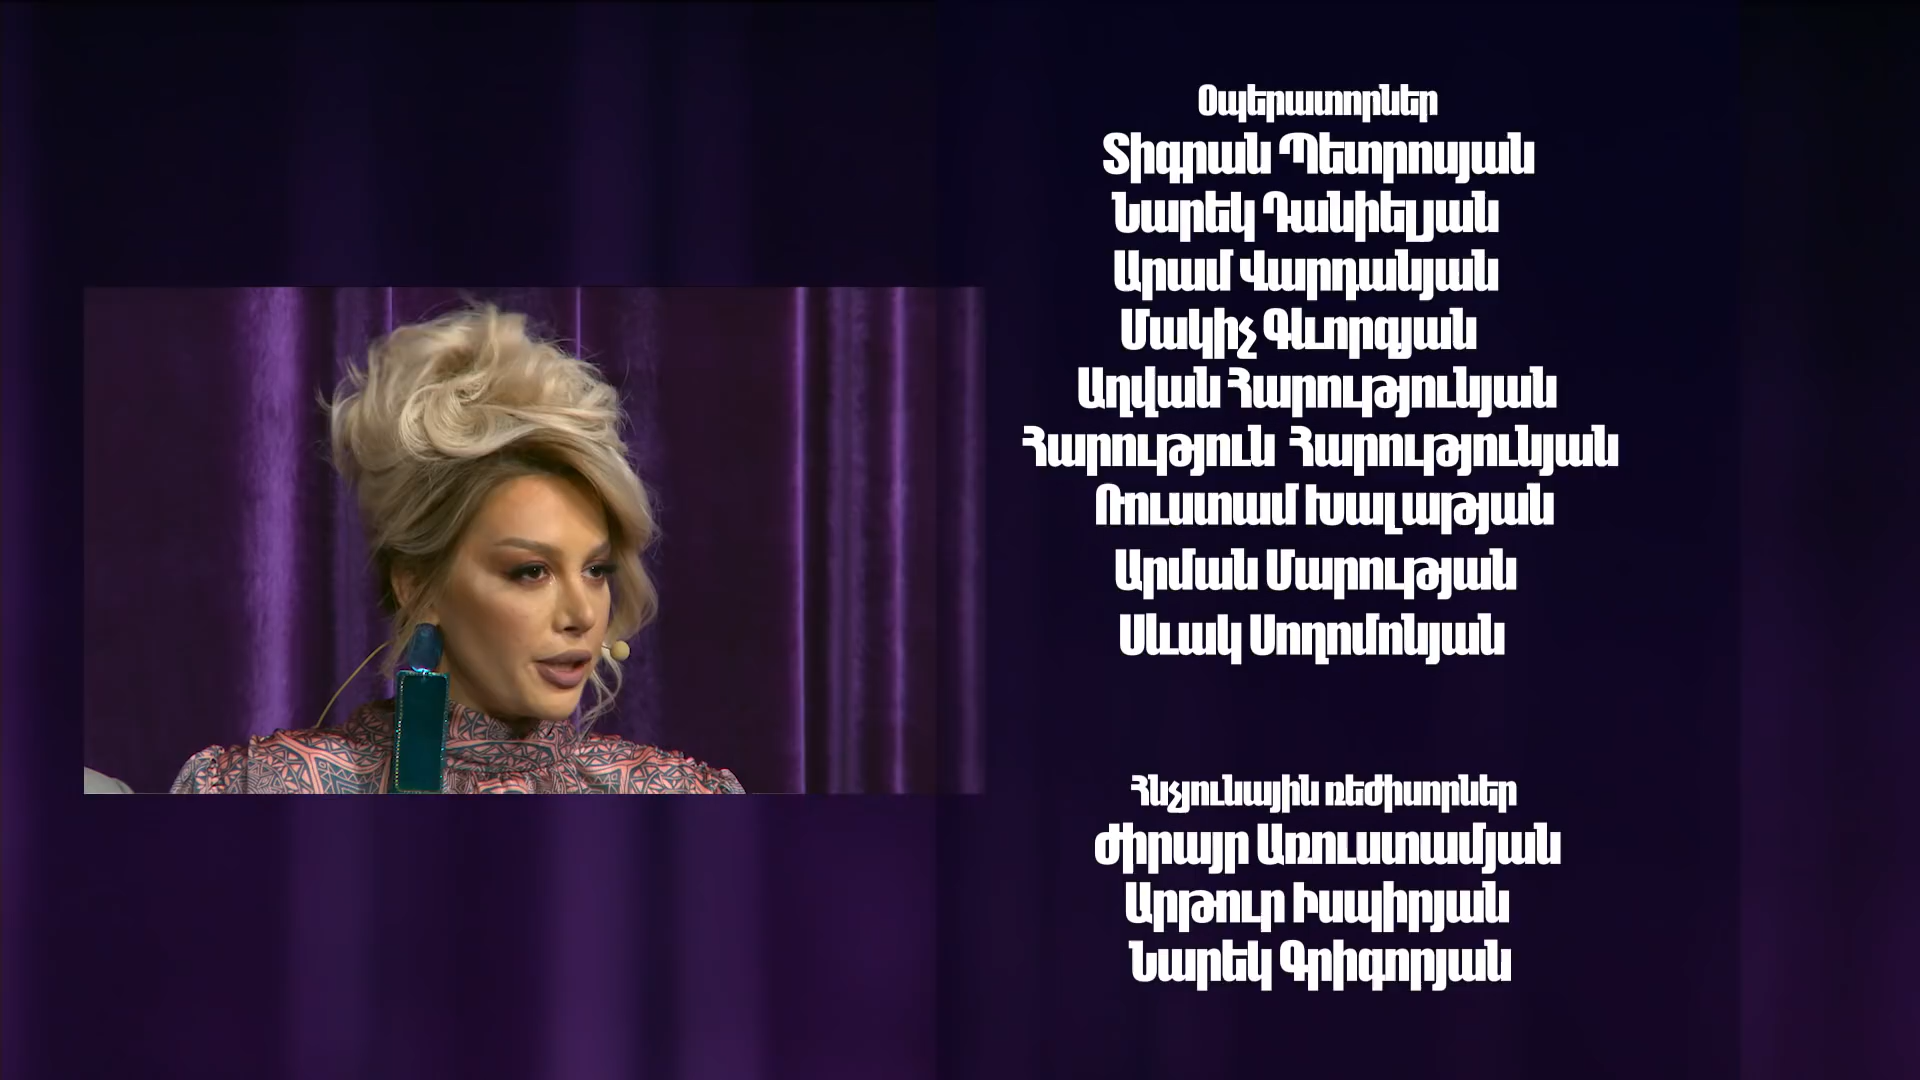 Օպերատորներ
Տիգրան Պետրոսյան
Նարեկ Դանիելյան
Արամ Վարդանյան
Մակիչ Գևորգյան
Աղվան Հարությունյան
Հարություն Հարությունյան
Ռուստամ Խալաթյան
Արման Մարության
Սևակ Սողոմոնյան
Հնչյունային ռեժիսորներ
Ժիրայր Առուստամյան
Արթուր Իսպիրյան
Նարեկ Գրիգորյան